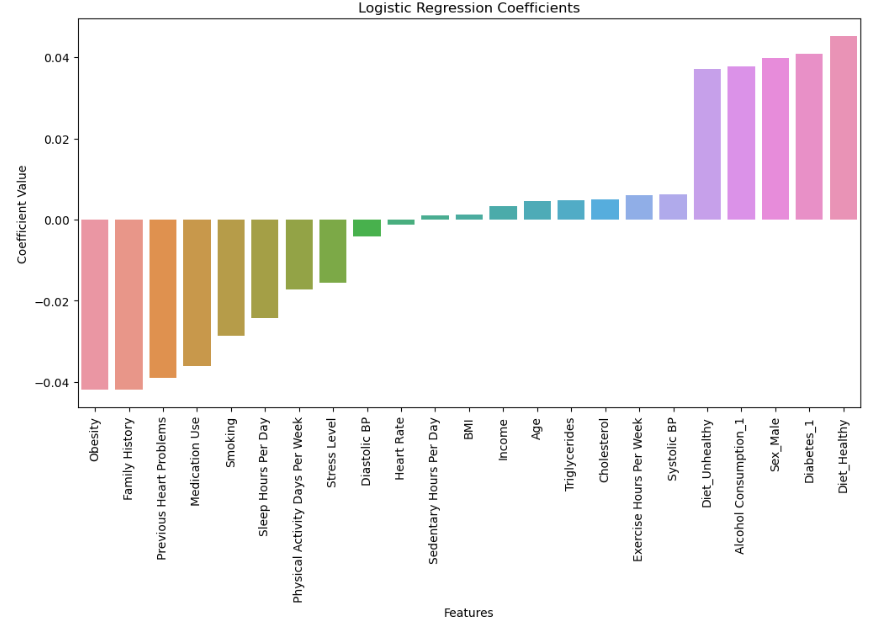 Logistic Regression Coefficients
0.04
0.02
0.00
−0.02
−0.04
Coefficient Value
Obesity
Family History
Previous Heart Problems
Medication Use
Smoking
Sleep Hours Per Day
Physical Activity Days Per Week
Stress Level
Diastolic BP
Heart Rate
Sedentary Hours Per Day
BMI
Income
Age
Triglycerides
Cholesterol
Exercise Hours Per Week
Systolic BP
Diet_Unhealthy
Alcohol Consumption_1
Sex_Male
Diabetes_1
Diet_Healthy
Features